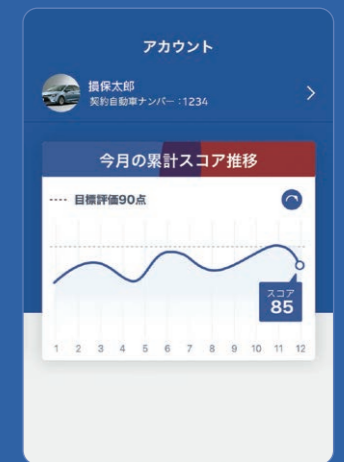 アカウント
損保太郎
契約自動車ナンバー：1234
今月の累計スコア推移
目標評価90点
スコア
85
1 2 3 4 5 6 7 8 9 10 11 12